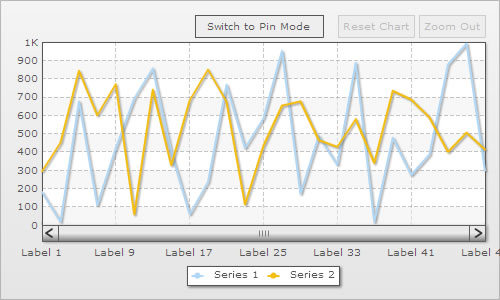 Switch to Pin Mode Reset Chart Zoom Out
1K
900
800
700
600
500
400
300
200
100
0
Label 1 Label 9 Label 17 Label 25 Label 33 Label 41 Label 4
Series 1 Series 2